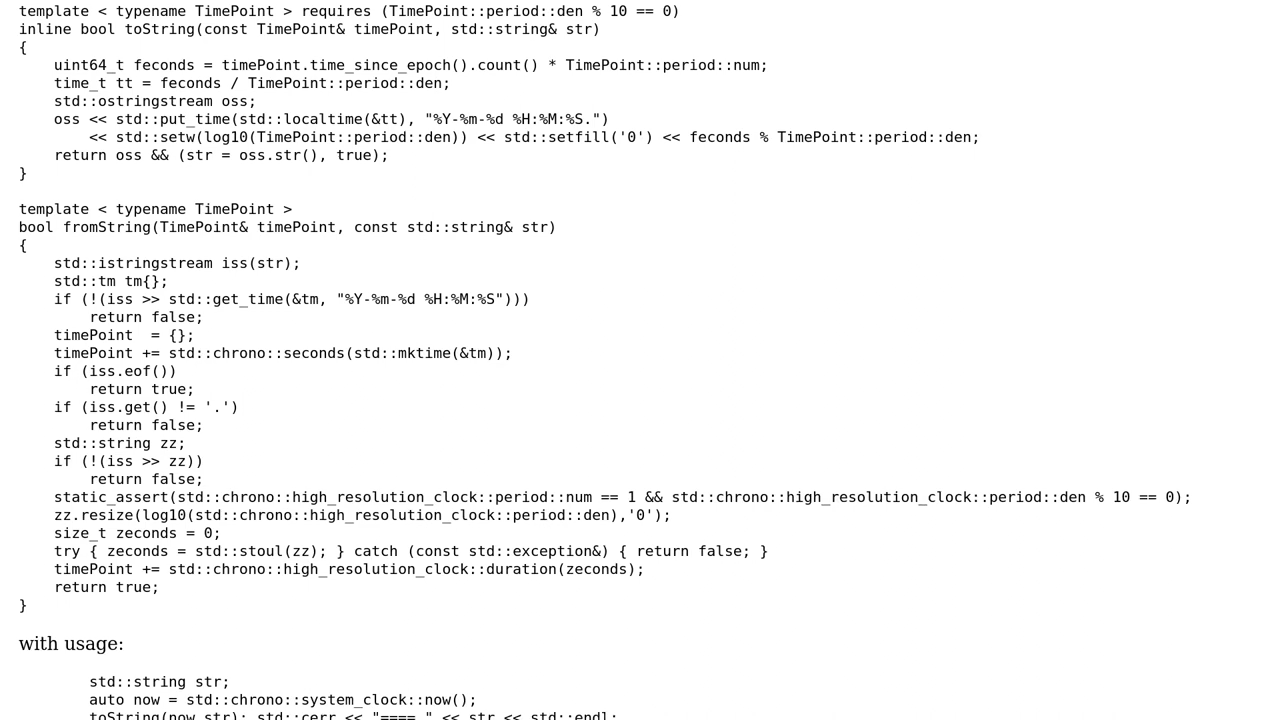 template < typename TimePoint > requires (TimePoint::period::den % 10 == 0)
inline bool toString(const TimePoint& timePoint, std::string& str)
{
    uint64_t feconds = timePoint.time_since_epoch().count() * TimePoint::period::num;
    time_t tt = feconds / TimePoint::period::den;
    std::ostringstream oss;
    oss << std::put_time(std::localtime(&tt), "%Y-%m-%d %H:%M:%S.")
        << std::setw(log10(TimePoint::period::den)) << std::setfill('0') << feconds % TimePoint::period::den;
    return oss && (str = oss.str(), true);
}

template < typename TimePoint >
bool fromString(TimePoint& timePoint, const std::string& str)
{
    std::istringstream iss(str);
    std::tm tm{};
    if (!(iss >> std::get_time(&tm, "%Y-%m-%d %H:%M:%S")))
        return false;
    timePoint  = {};
    timePoint += std::chrono::seconds(std::mktime(&tm));
    if (iss.eof())
        return true;
    if (iss.get() != '.')
        return false;
    std::string zz;
    if (!(iss >> zz))
        return false;
    static_assert(std::chrono::high_resolution_clock::period::num == 1 && std::chrono::high_resolution_clock::period::den % 10 == 0);
    zz.resize(log10(std::chrono::high_resolution_clock::period::den),'0');
    size_t zeconds = 0;
    try { zeconds = std::stoul(zz); } catch (const std::exception&) { return false; }
    timePoint += std::chrono::high_resolution_clock::duration(zeconds);
    return true;
}
with usage:
        std::string str;
        auto now = std::chrono::system_clock::now();
        toString(now,str); std::cerr << "==== " << str << std::endl;